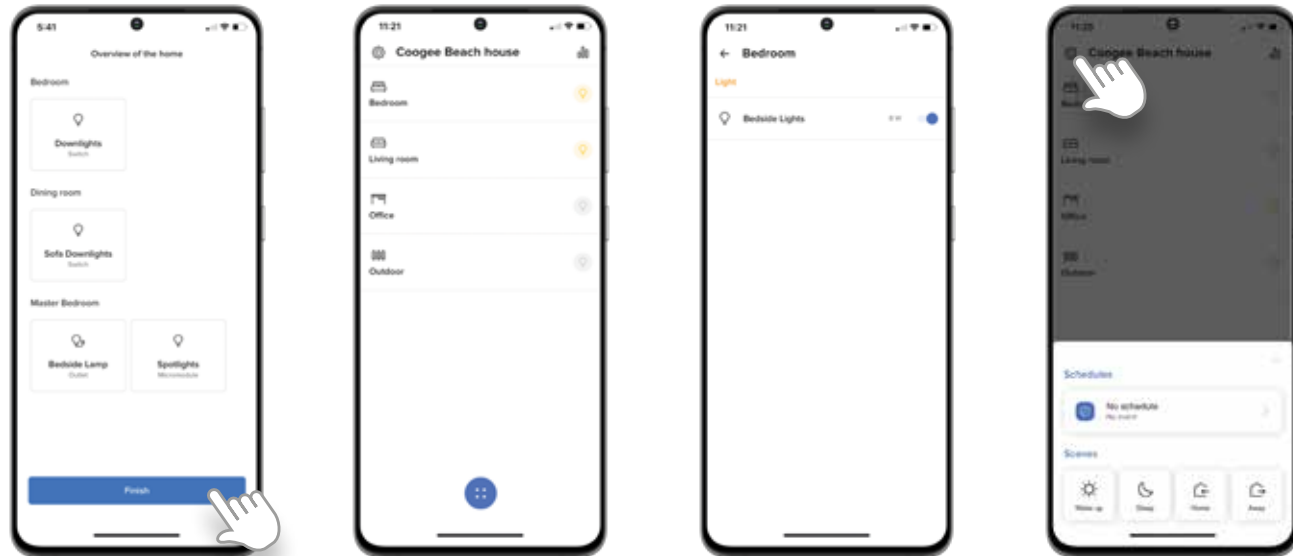 5:41
Overview of the home
Bedroom
Downlights
Switch
Dining room
Sofa Downlights
Switch
Master Bedroom
Bedside Lamp
Outlet
Spotlights
Micromodule
Finish
11:21
Coogee Beach house
Bedroom
Living room
Office
Outdoor
11:21
Bedroom
Light
Bedside Lights
Coogee Beach house
Living room
Office
Outdoor
Schedules
No schedule
No event
Scenes
Wake up
Sleep
Home
Away